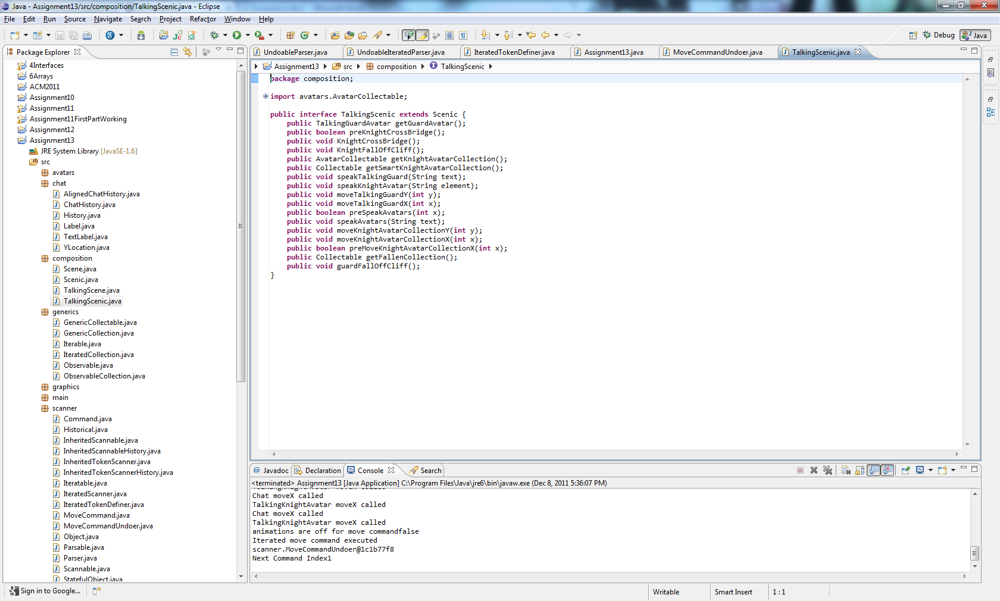 Java - Assignment13/src/composition/TalkingScenic.java - Eclipse
File Edit Run Source Navigate Search Project Refactor Window Help
Debug Java
Package Explorer
UndoableParser.java UndoableIteratedParser.java IteratedTokenDefiner.java Assignment13.java MoveCommandUndoer.java TalkingScenic.java
Assignment13 src composition TalkingScenic
4Interfaces
6Arrays
ACM2011
Assignment10
Assignment11
Assignment11FirstPartWorking
Assignment12
Assignment13
JRE System Library [JavaSE-1.6]
src
avatars
chat
AlignedChatHistory.java
ChatHistory.java
History.java
Label.java
TextLabel.java
YLocation.java
composition
Scene.java
Scenic.java
TalkingScene.java
TalkingScenic.java
generics
GenericCollectable.java
GenericCollection.java
Iterable.java
IteratedCollection.java
Observable.java
ObservableCollection.java
graphics
main
scanner
Command.java
Historical.java
InheritedScannable.java
InheritedScannableHistory.java
InheritedTokenScanner.java
InheritedTokenScannerHistory.java
Iteratable.java
IteratedScanner.java
IteratedTokenDefiner.java
MoveCommand.java
MoveCommandUndoer.java
Object.java
Parsable.java
Parser.java
Scannable.java
StatefulObject.java
package composition;
import avatars.AvatarCollectable;
public interface TalkingScenic extends Scenic {
public TalkingGuardAvatar getGuardAvatar();
public boolean preKnightCrossBridge();
public void KnightCrossBridge();
public void KnightFallOffCliff();
public AvatarCollectable getKnightAvatarCollection();
public Collectable getSmartKnightAvatarCollection();
public void speakTalkingGuard(String text);
public void speakKnightAvatar(String element);
public void moveTalkingGuardY(int y);
public void moveTalkingGuardX(int x);
public boolean preSpeakAvatars(int x);
public void speakAvatars(String text);
public void moveKnightAvatarCollectionY(int y);
public void moveKnightAvatarCollectionX(int x);
public boolean preMoveKnightAvatarCollectionX(int x);
public Collectable getFallenCollection();
public void guardFallOffCliff();
}
@ Javadoc Declaration Console Search
<terminated> Assignment13 [Java Application] C:\Program Files\Java\jre6\bin\javaw.exe (Dec 8, 2011 5:36:07 PM)
TalkingKnightAvatar moveX called
Chat moveX called
TalkingKnightAvatar moveX called
Chat moveX called
TalkingKnightAvatar moveX called
animations are off for move commandfalse
Iterated move command executed
scanner.MoveCommandUndoer@1c1b77f8
Next Command Index1
Sign in to Google...
Writable Smart Insert 1 : 1